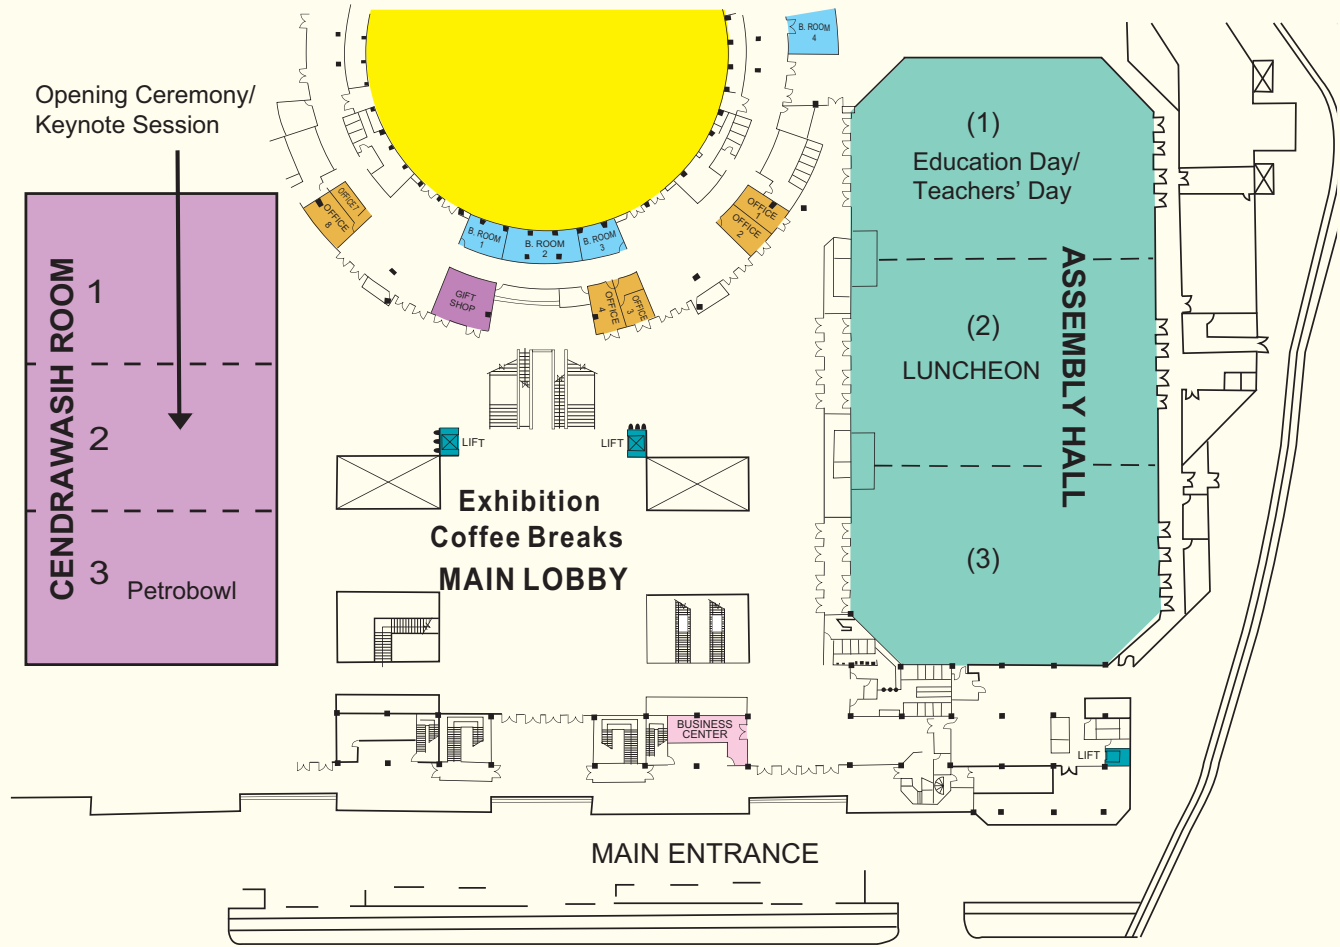 B. ROOM
4
Opening Ceremony/
Keynote Session
(1)
Education Day/
Teachers' Day
OFFICE7
OFFICE
8
B. ROOM
1
B. ROOM
2
B. ROOM
3
OFFICE
1
OFFICE
2
GIFT
SHOP
OFFICE
4
OFFICE
3
CENDRAWASIH ROOM
1
2
3
Petrobowl
ASSEMBLY HALL
(2)
LUNCHEON
(3)
LIFT
LIFT
Exhibition
Coffee Breaks
MAIN LOBBY
BUSINESS
CENTER
LIFT
MAIN ENTRANCE